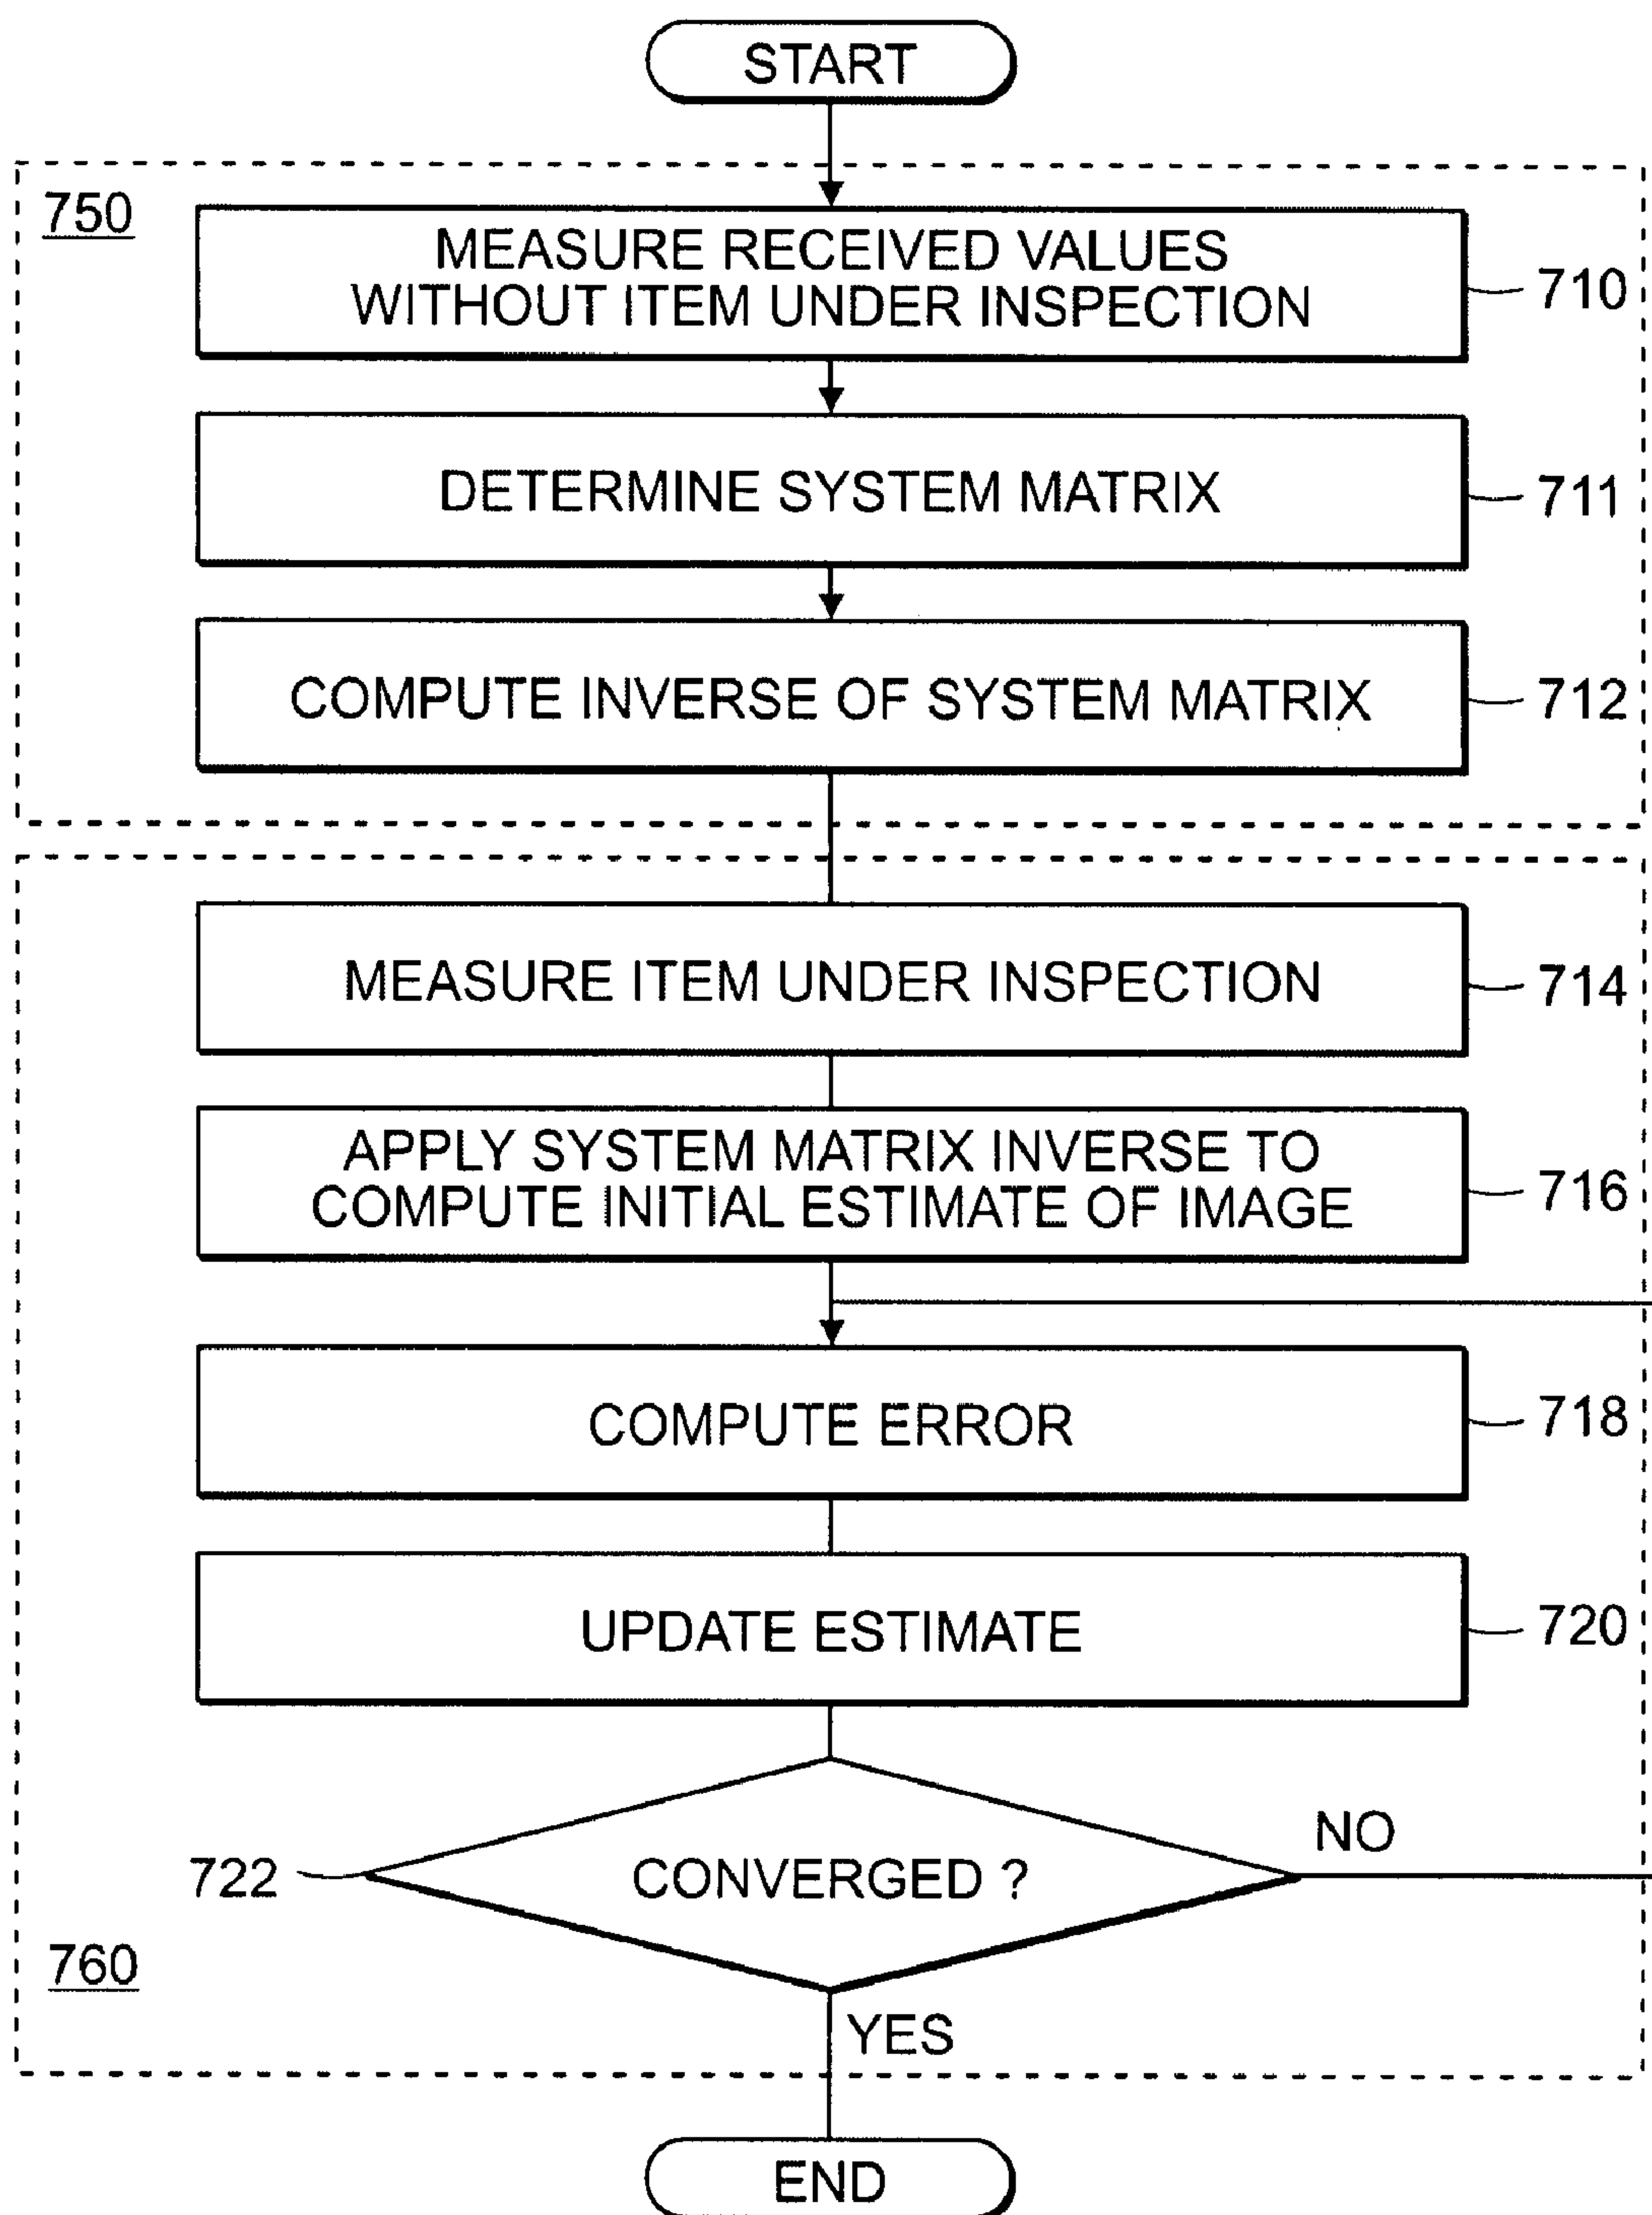 START
750
MEASURE RECEIVED VALUES
WITHOUT ITEM UNDER INSPECTION
710
DETERMINE SYSTEM MATRIX
711
COMPUTE INVERSE OF SYSTEM MATRIX
712
MEASURE ITEM UNDER INSPECTION
714
APPLY SYSTEM MATRIX INVERSE TO
COMPUTE INITIAL ESTIMATE OF IMAGE
716
COMPUTE ERROR
718
UPDATE ESTIMATE
720
NO
722
CONVERGED ?
760
YES
END